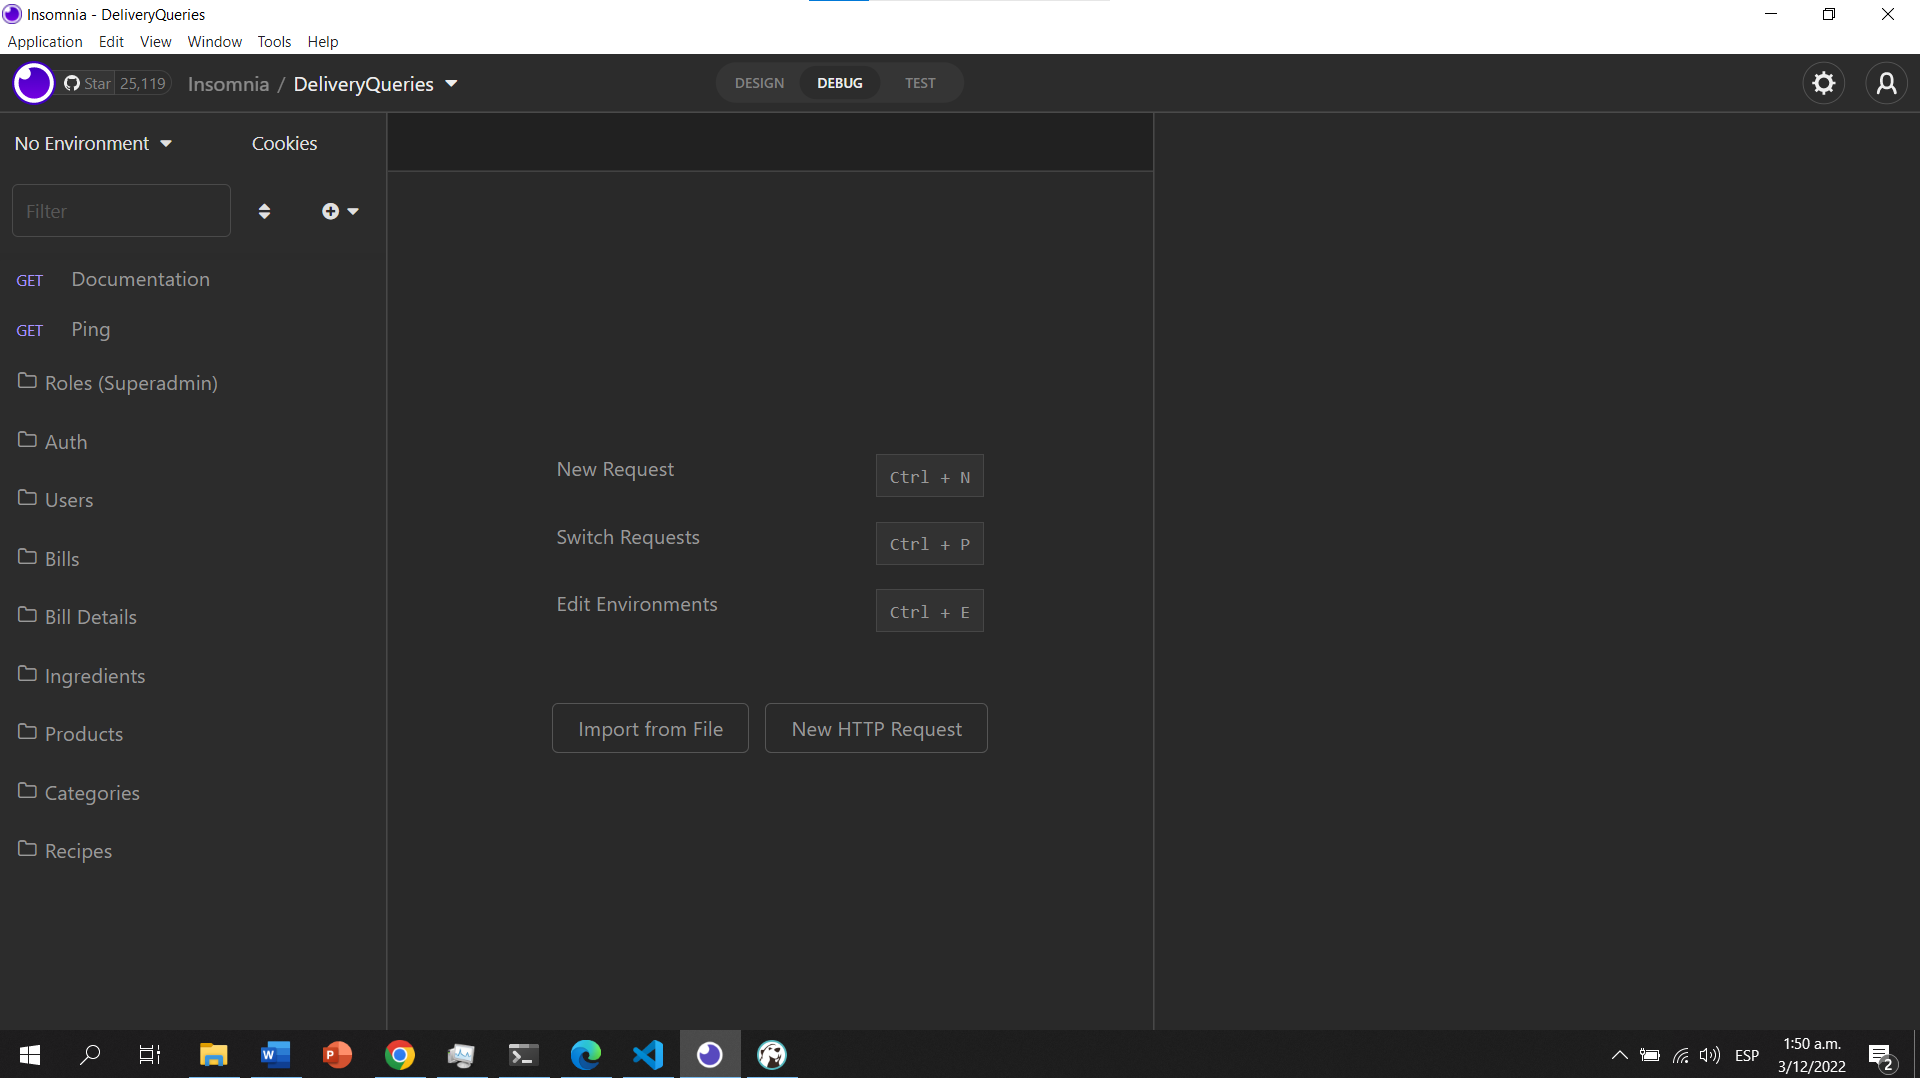 Insomnia - DeliveryQueries
Application Edit View Window Tools Help
Star 25,119 Insomnia / DeliveryQueries DESIGN DEBUG TEST
No Environment Cookies
Filter
GET Documentation
GET Ping
Roles (Superadmin)
Auth
Users
Bills
Bill Details
Ingredients
Products
Categories
Recipes
New Request Ctrl + N
Switch Requests Ctrl + P
Edit Environments Ctrl + E
Import from File New HTTP Request
ESP 1:50 a.m.
3/12/2022 2